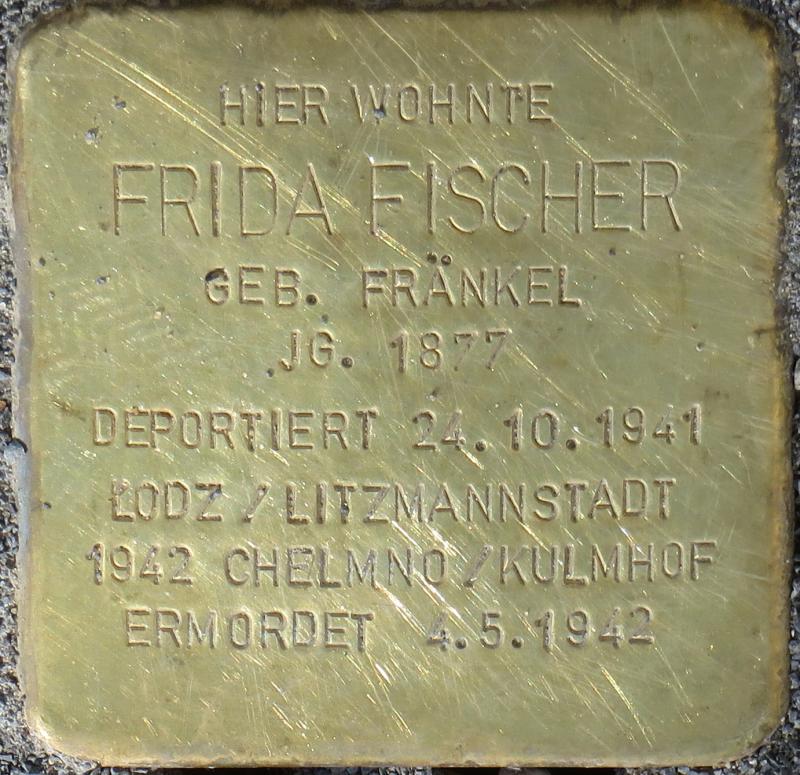 HIER WOHNTE
FRIDA FISCHER
GEB. FRÄNKEL
JG. 1877
DEPORTIERT 24.10.1941
ŁODZ / LITZMANNSTADT
1942 CHELMNO / KULMHOF
ERMORDET 4.5.1942